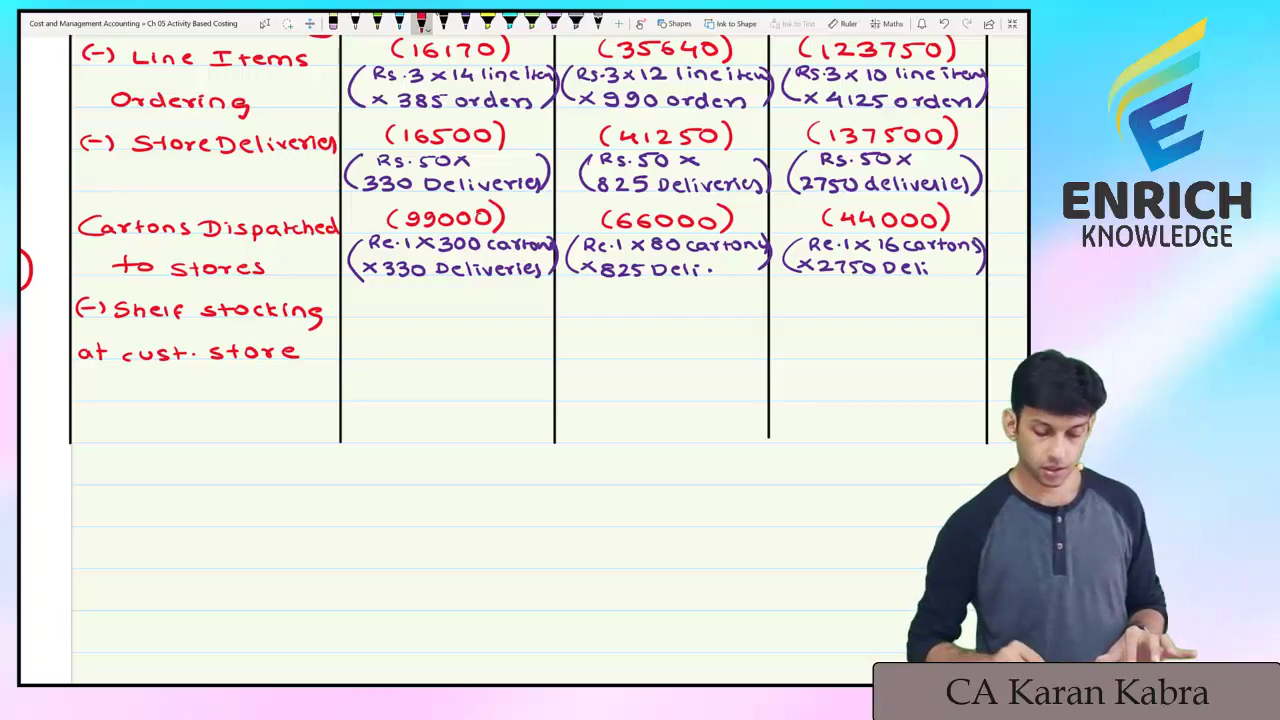 Cost and Management Accounting » Ch 05 Activity Based Costing
Shapes Ink to Shape Ink to Text Ruler Maths
(-) Line Items (16170) (35640) (123750)
Ordering (Rs.3 x 14 line item x 385 orders) (Rs.3 x 12 line item x 990 orders) (Rs.3 x 10 line item x 4125 orders)
(-) Store Deliveries (16500) (41250) (137500)
(Rs.50 x 330 Deliveries) (Rs.50 x 825 Deliveries) (Rs.50 x 2750 deliveries)
Cartons Dispatched to stores (99000) (66000) (44000)
(Re.1 x 300 cartons x 330 Deliveries) (Re.1 x 80 cartons x 825 Deli. (Re.1 x 16 cartons x 2750 Deli
(-) Shelf stocking
at cust. store
ENRICH
KNOWLEDGE
CA Karan Kabra